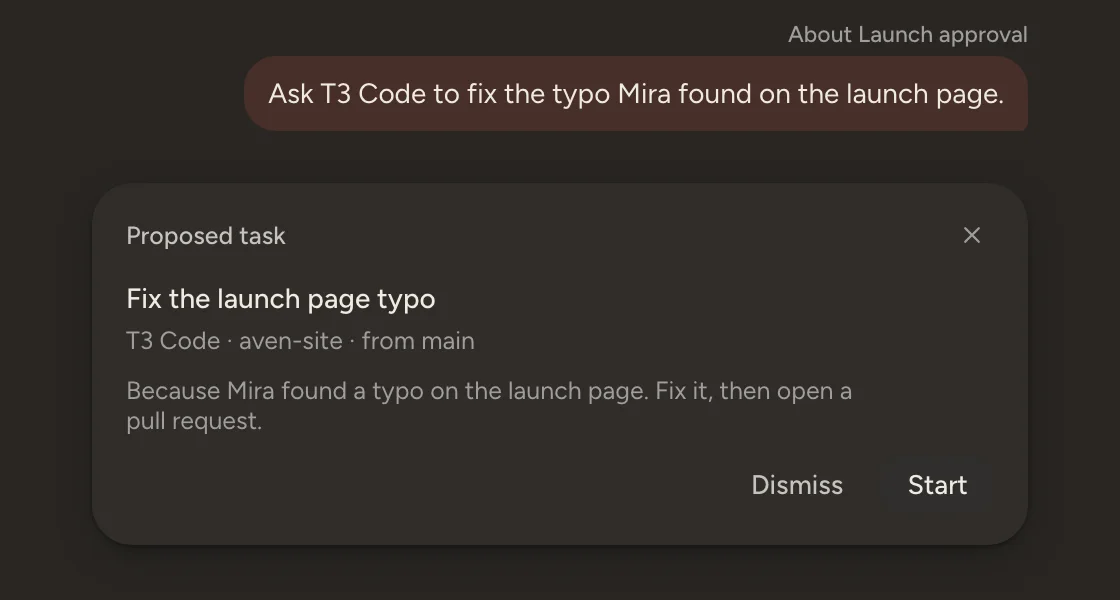 About Launch approval
Ask T3 Code to fix the typo Mira found on the launch page.
Proposed task
Fix the launch page typo
T3 Code · aven-site · from main
Because Mira found a typo on the launch page. Fix it, then open a
pull request.
Dismiss
Start